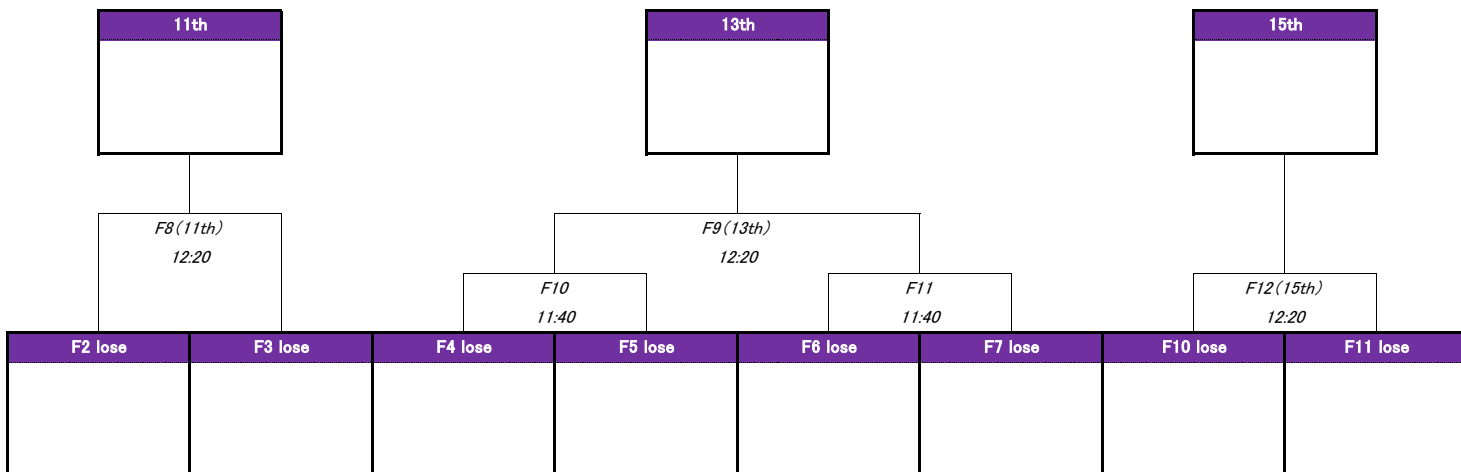 11th
13th
15th
F8（11th）
12:20
F9（13th）
12:20
F10
11:40
F11
11:40
F12（15th）
12:20
F2 lose
F3 lose
F4 lose
F5 lose
F6 lose
F7 lose
F10 lose
F11 lose